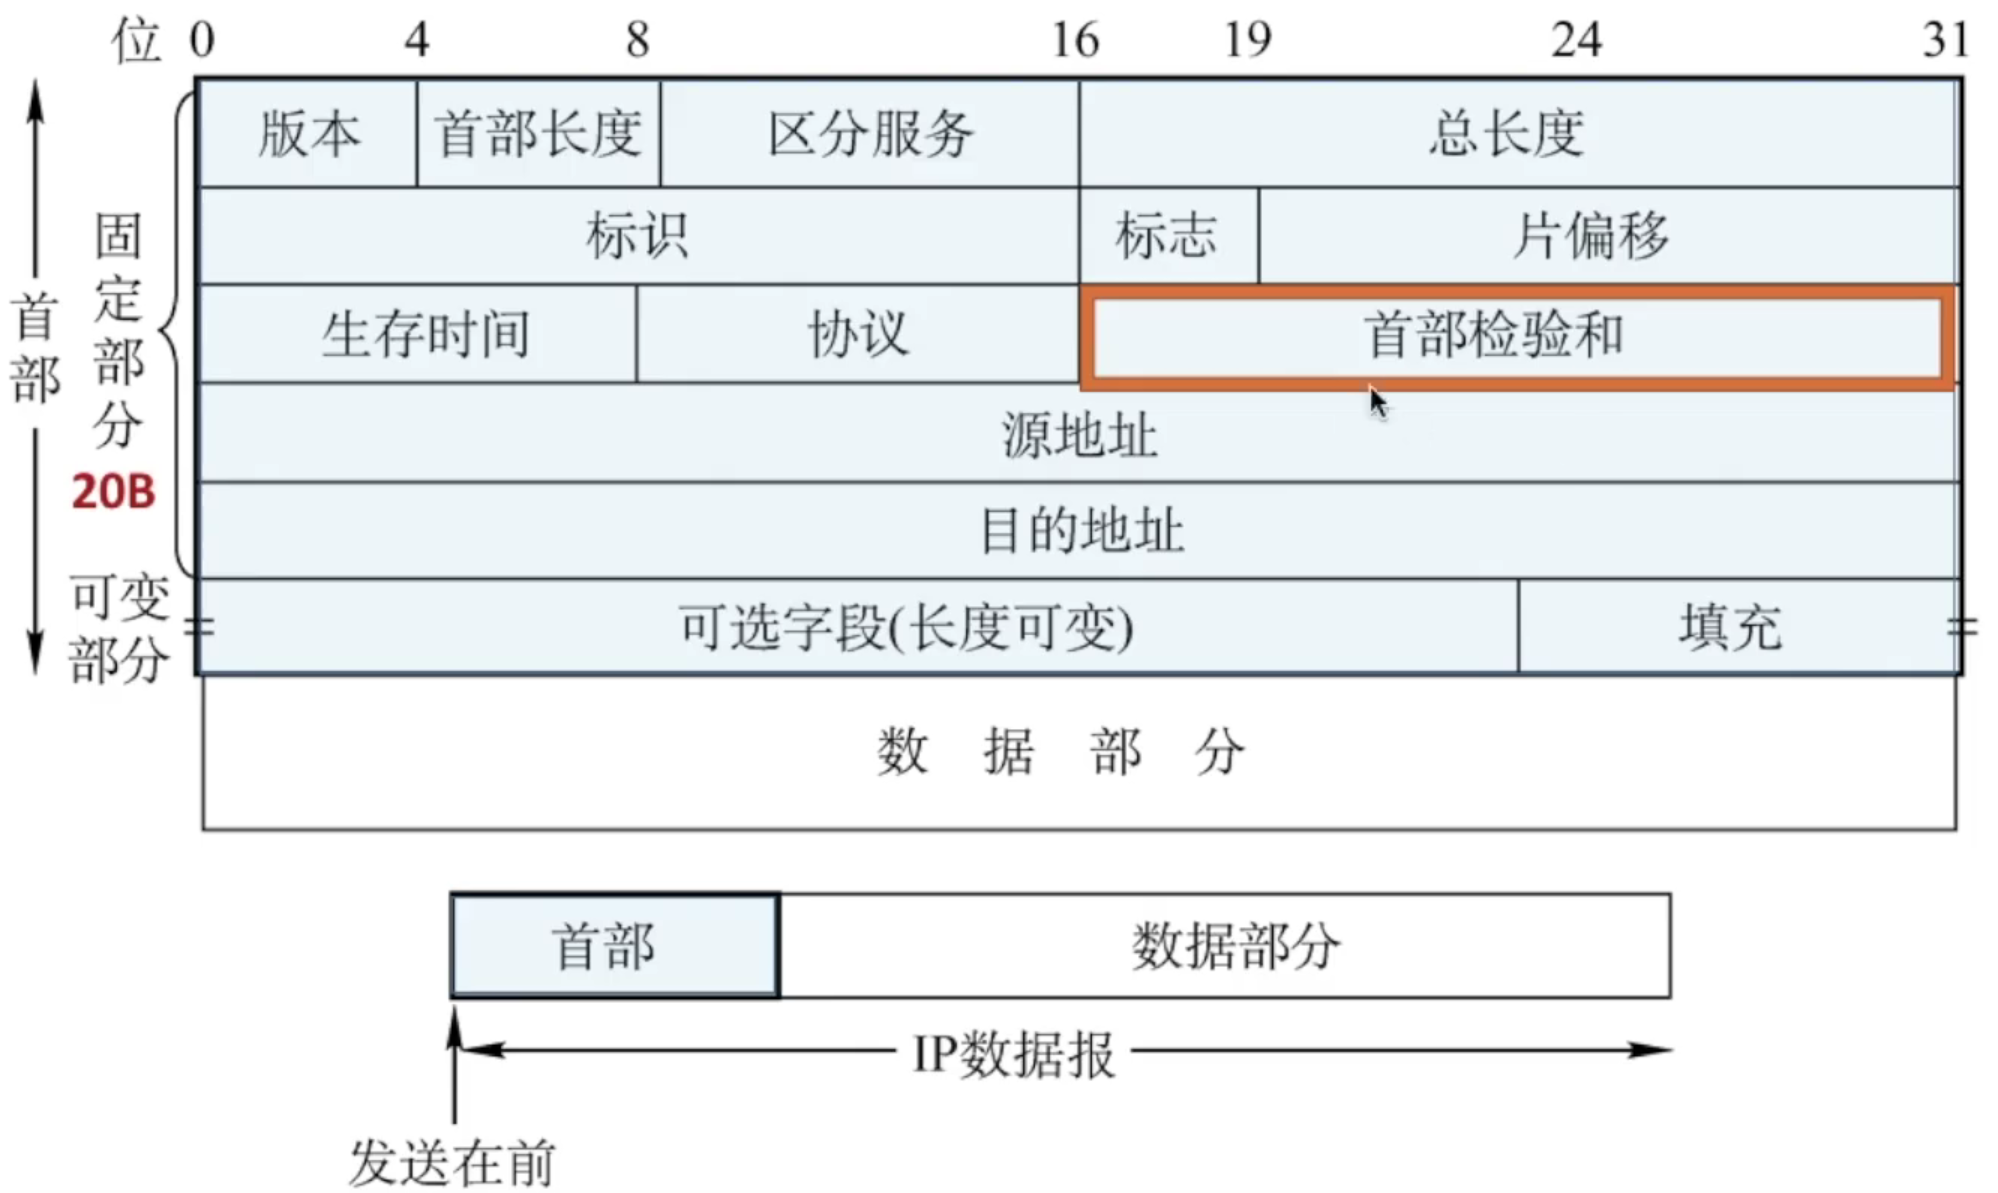 位 0 4 8 16 19 24 31
版本 首部长度 区分服务 总长度
标识 标志 片偏移
生存时间 协议 首部检验和
源地址
目的地址
可选字段(长度可变) 填充
首部
固定部分
20B
可变
部分
数 据 部 分
首部 数据部分
IP数据报
发送在前